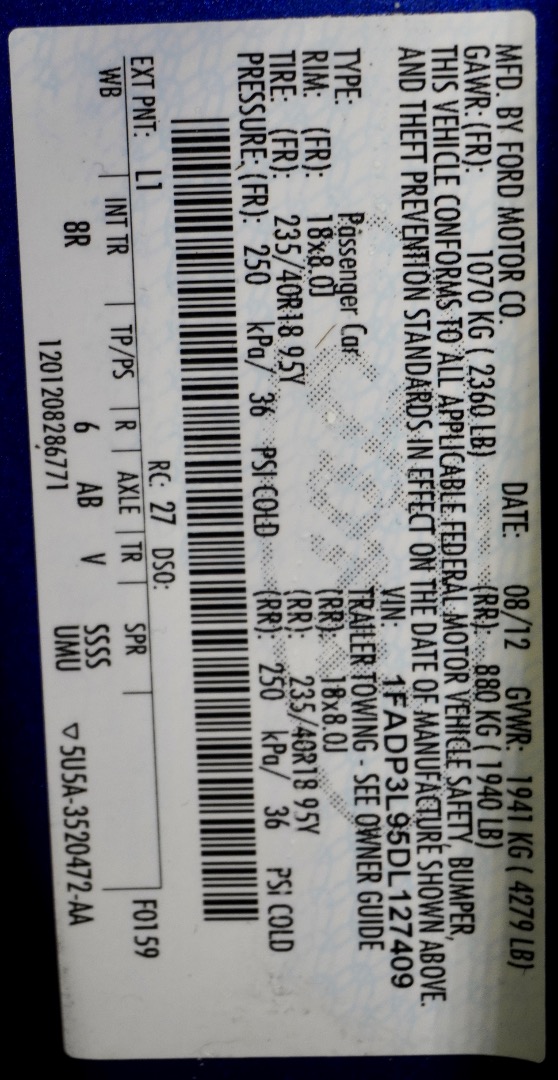 MFD. BY FORD MOTOR CO. DATE: 08/12 GVWR: 1941 KG ( 4279 LB)
GAWR: (FR): 1070 KG ( 2360 LB) (RR): 880 KG ( 1940 LB)
THIS VEHICLE CONFORMS TO ALL APPLICABLE FEDERAL MOTOR VEHICLE SAFETY, BUMPER,
AND THEFT PREVENTION STANDARDS IN EFFECT ON THE DATE OF MANUFACTURE SHOWN ABOVE.
VIN: 1FADP3L95DL127409
TYPE: Passenger Car TRAILER TOWING - SEE OWNER GUIDE
RIM: (FR): 18x8.0J (RR): 18x8.0J
TIRE: (FR): 235/40R18 95Y (RR): 235/40R18 95Y
PRESSURE: (FR): 250 kPa/ 36 PSI COLD (RR): 250 kPa/ 36 PSI COLD
RC: 27 DSO: F0159
EXT PNT: L1
WB INT TR TP/PS R AXLE TR SPR
8R 6 AB V SSSS
1201208286771 UMU ▽5U5A-3520472-AA